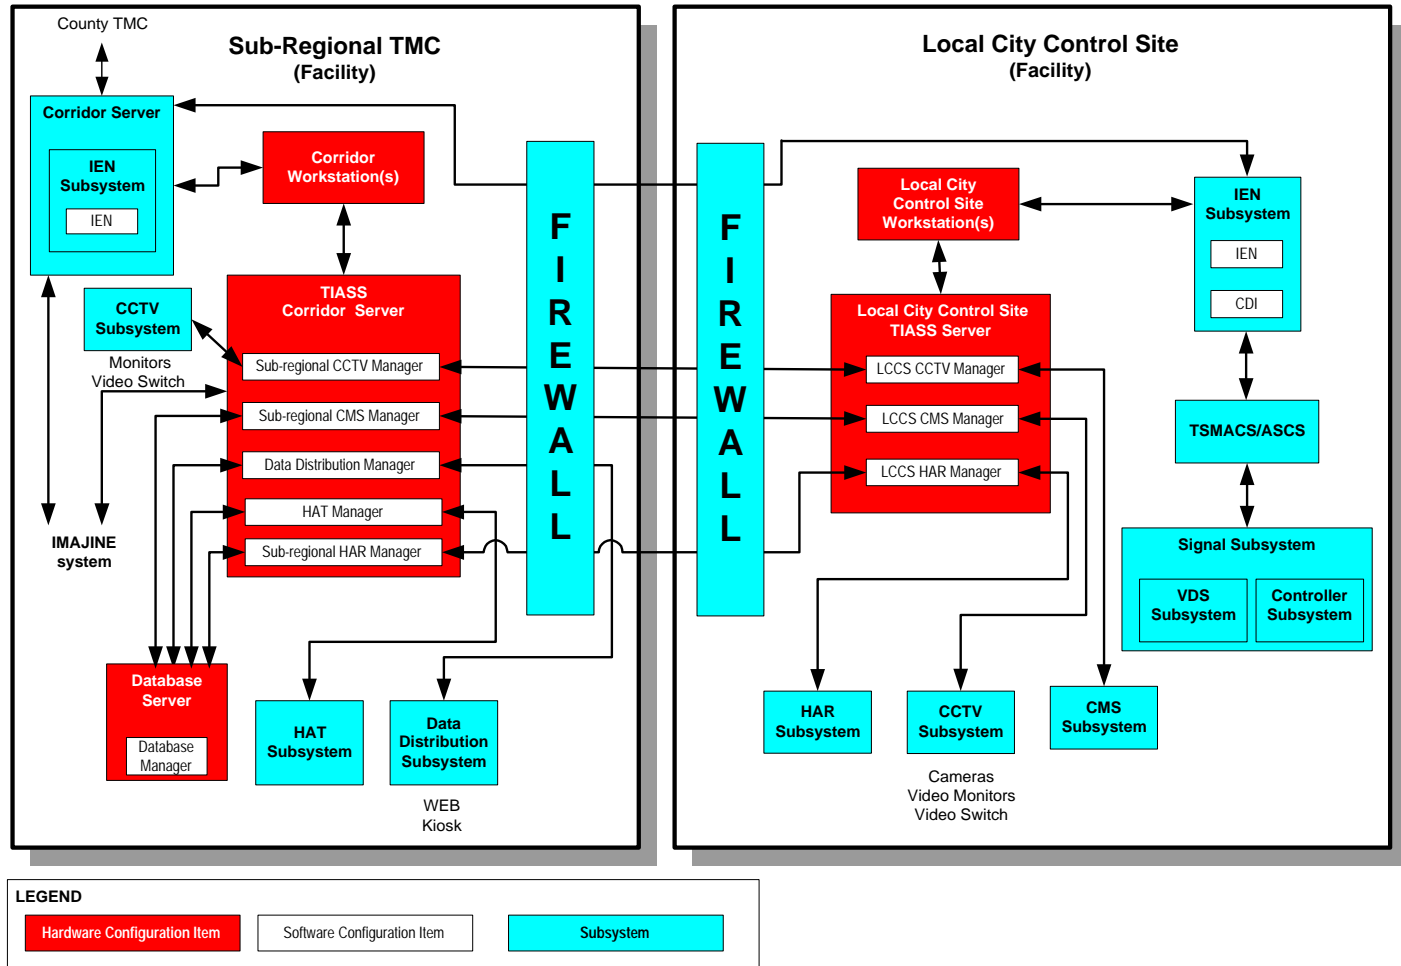 County TMC
Sub-Regional TMC
(Facility)
Corridor Server
IEN
Subsystem
IEN
Corridor
Workstation(s)
CCTV
Subsystem
Monitors
Video Switch
TIASS
Corridor Server
Sub-regional CCTV Manager
Sub-regional CMS Manager
Data Distribution Manager
HAT Manager
Sub-regional HAR Manager
IMAJINE
system
Database
Server
Database
Manager
HAT
Subsystem
Data
Distribution
Subsystem
WEB
Kiosk
F
I
R
E
W
A
L
L
F
I
R
E
W
A
L
L
Local City Control Site
(Facility)
Local City
Control Site
Workstation(s)
IEN
Subsystem
IEN
CDI
Local City Control Site
TIASS Server
LCCS CCTV Manager
LCCS CMS Manager
LCCS HAR Manager
TSMACS/ASCS
Signal Subsystem
VDS
Subsystem
Controller
Subsystem
HAR
Subsystem
CCTV
Subsystem
Cameras
Video Monitors
Video Switch
CMS
Subsystem
LEGEND
Hardware Configuration Item
Software Configuration Item
Subsystem